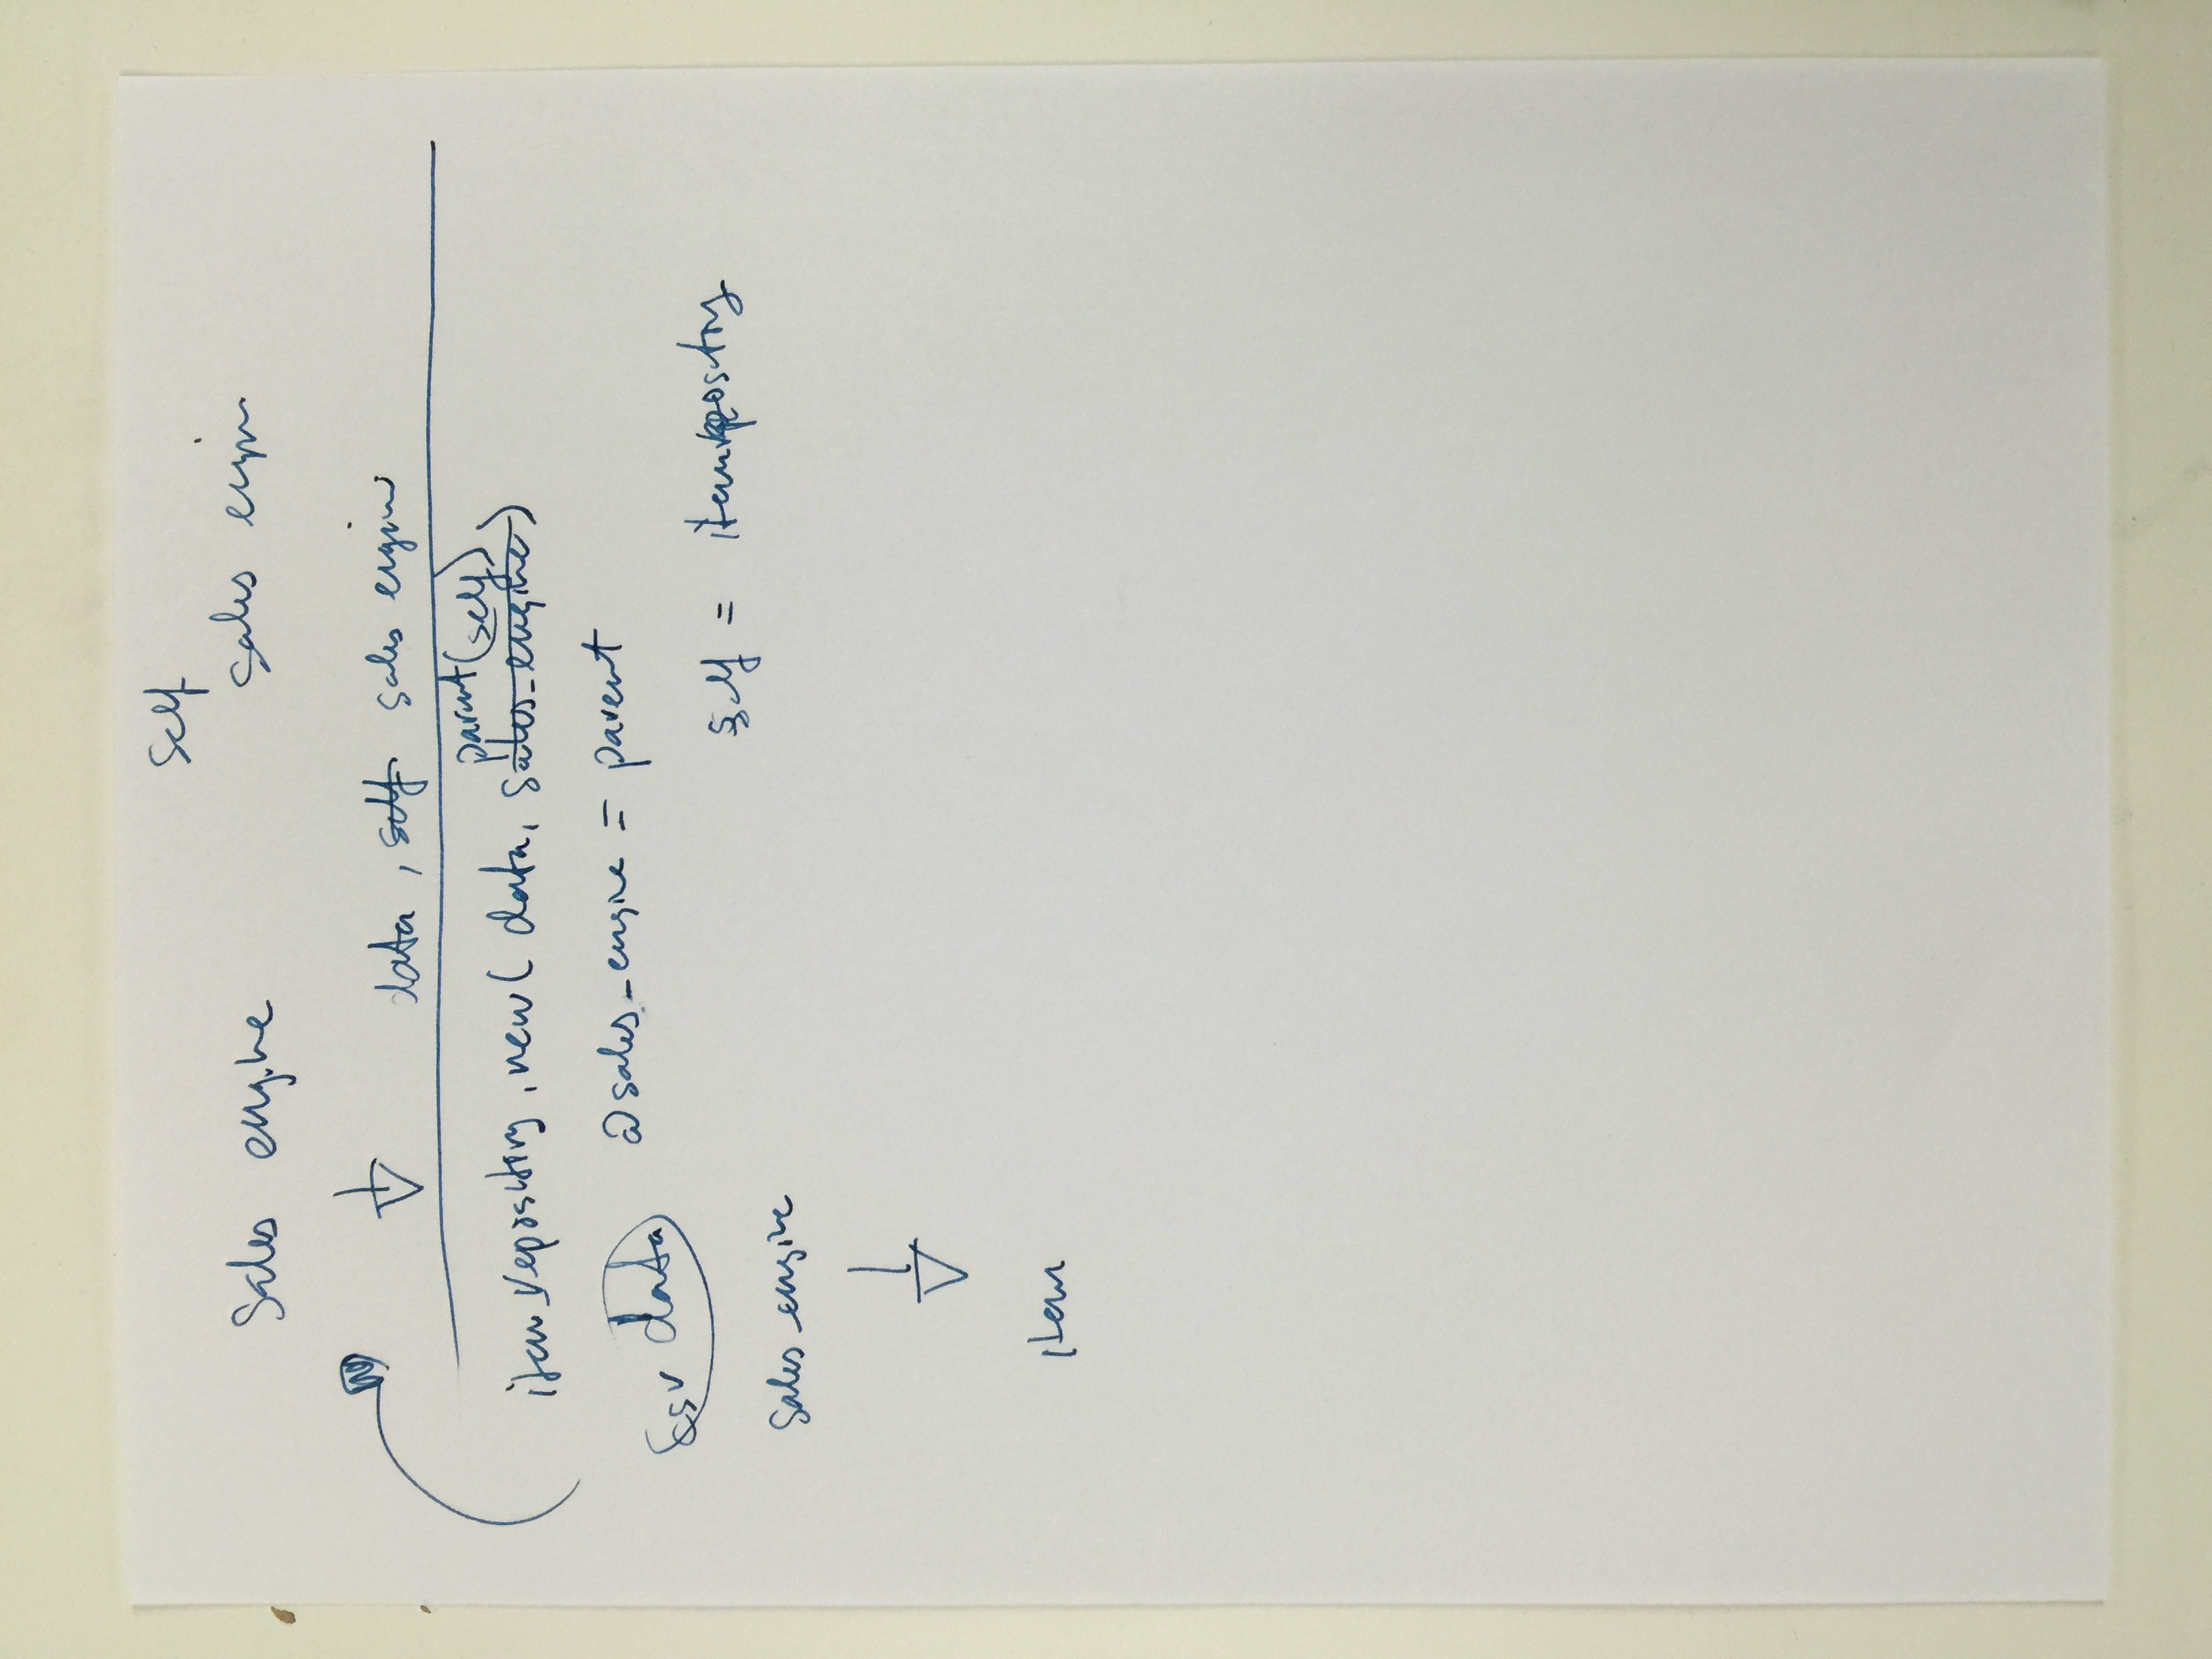 Self
Sales engine
sales engin
data, self sales engine
parent(self)
item_repository.new( data, sales_engine)
@sales_engine = parent
csv data
self = itemrepository
Sales_engine
item